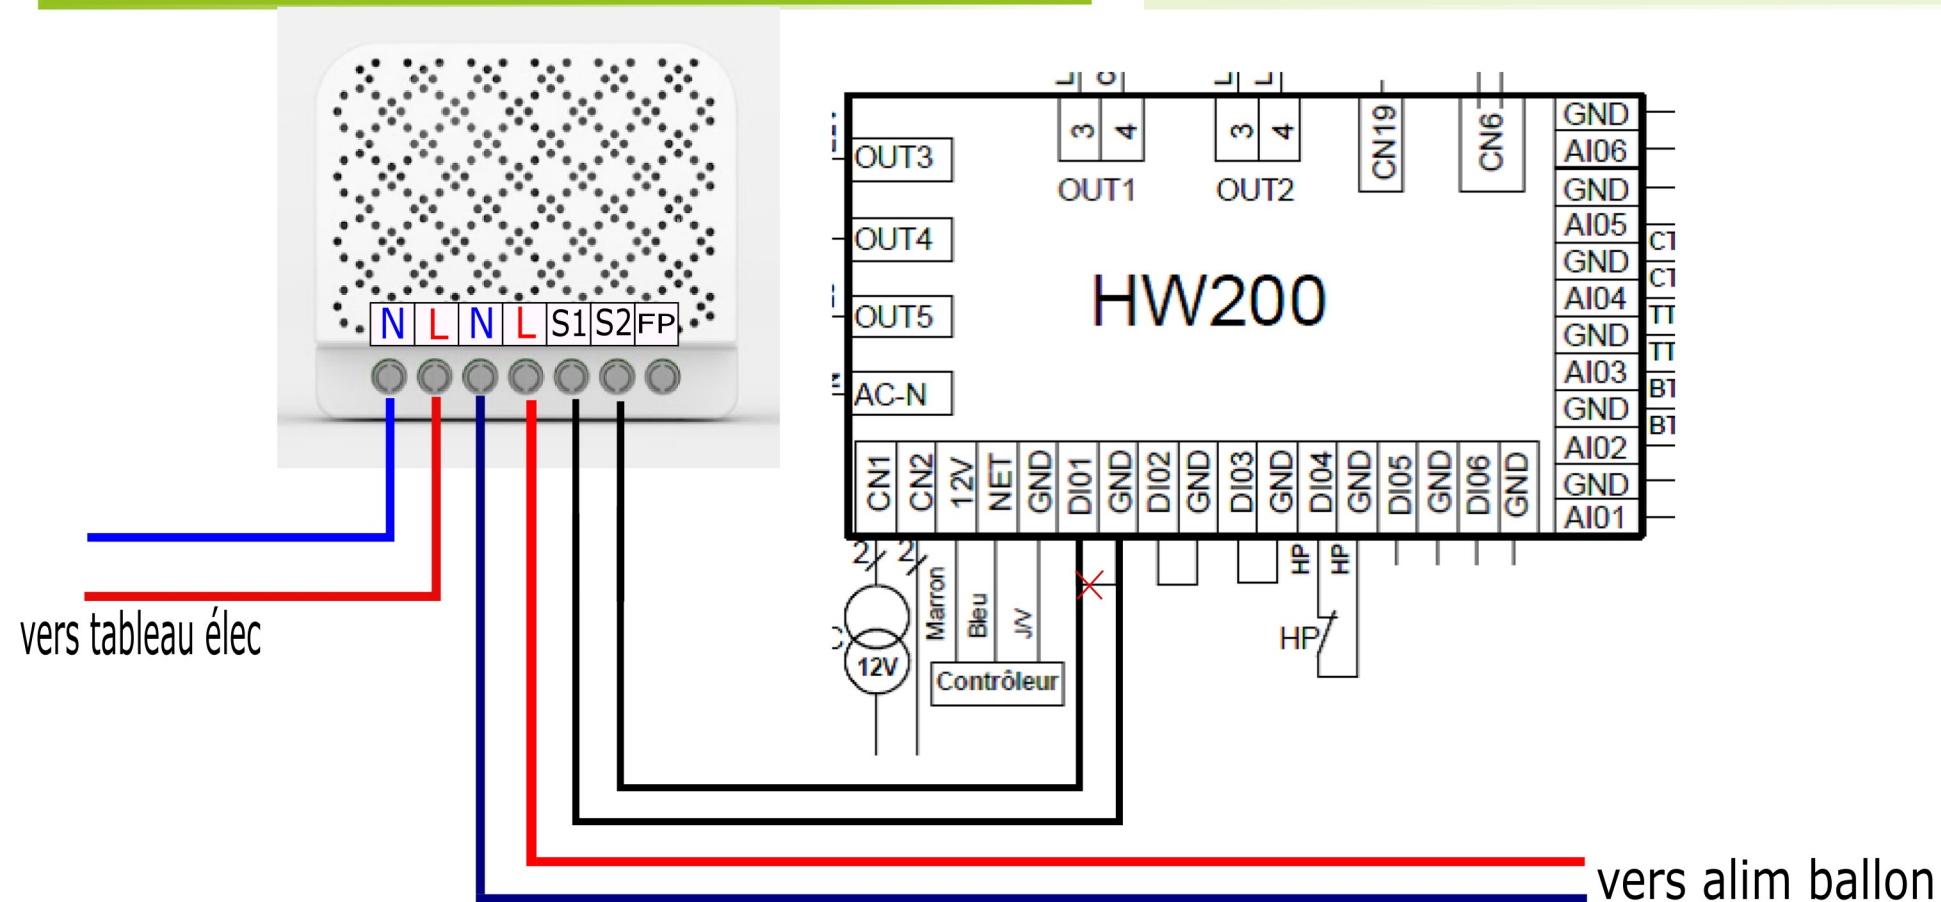 N L N L S1 S2 FP
vers tableau élec
3 4
OUT1
3 4
OUT2
CN19
CN6
OUT3
OUT4
OUT5
AC-N
HW200
GND
AI06
GND
AI05
GND
AI04
GND
AI03
GND
AI02
GND
AI01
CN1 CN2 12V NET GND DI01 GND DI02 GND DI03 GND DI04 GND DI05 GND DI06 GND
2 2
Marron
Bleu
J/V
HP HP
HP
12V
Contrôleur
vers alim ballon